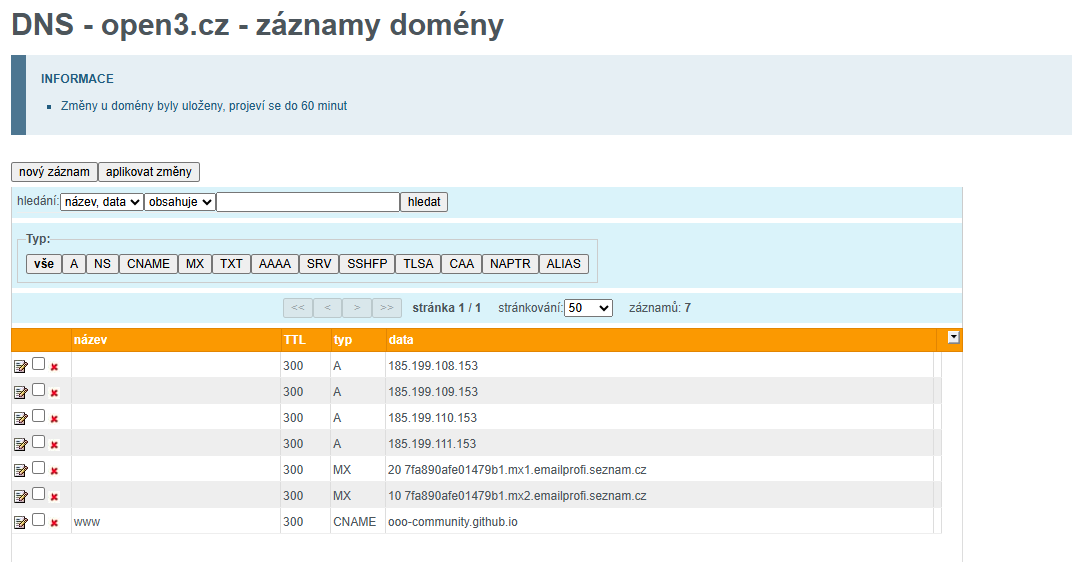 DNS - open3.cz - záznamy domény
INFORMACE
Změny u domény byly uloženy, projeví se do 60 minut
nový záznam aplikovat změny
hledání: název, data obsahuje hledat
Typ:
vše A NS CNAME MX TXT AAAA SRV SSHFP TLSA CAA NAPTR ALIAS
<< < > >> stránka 1 / 1 stránkování: 50 záznamů: 7
název TTL typ data
300 A 185.199.108.153
300 A 185.199.109.153
300 A 185.199.110.153
300 A 185.199.111.153
300 MX 20 7fa890afe01479b1.mx1.emailprofi.seznam.cz
300 MX 10 7fa890afe01479b1.mx2.emailprofi.seznam.cz
www 300 CNAME ooo-community.github.io